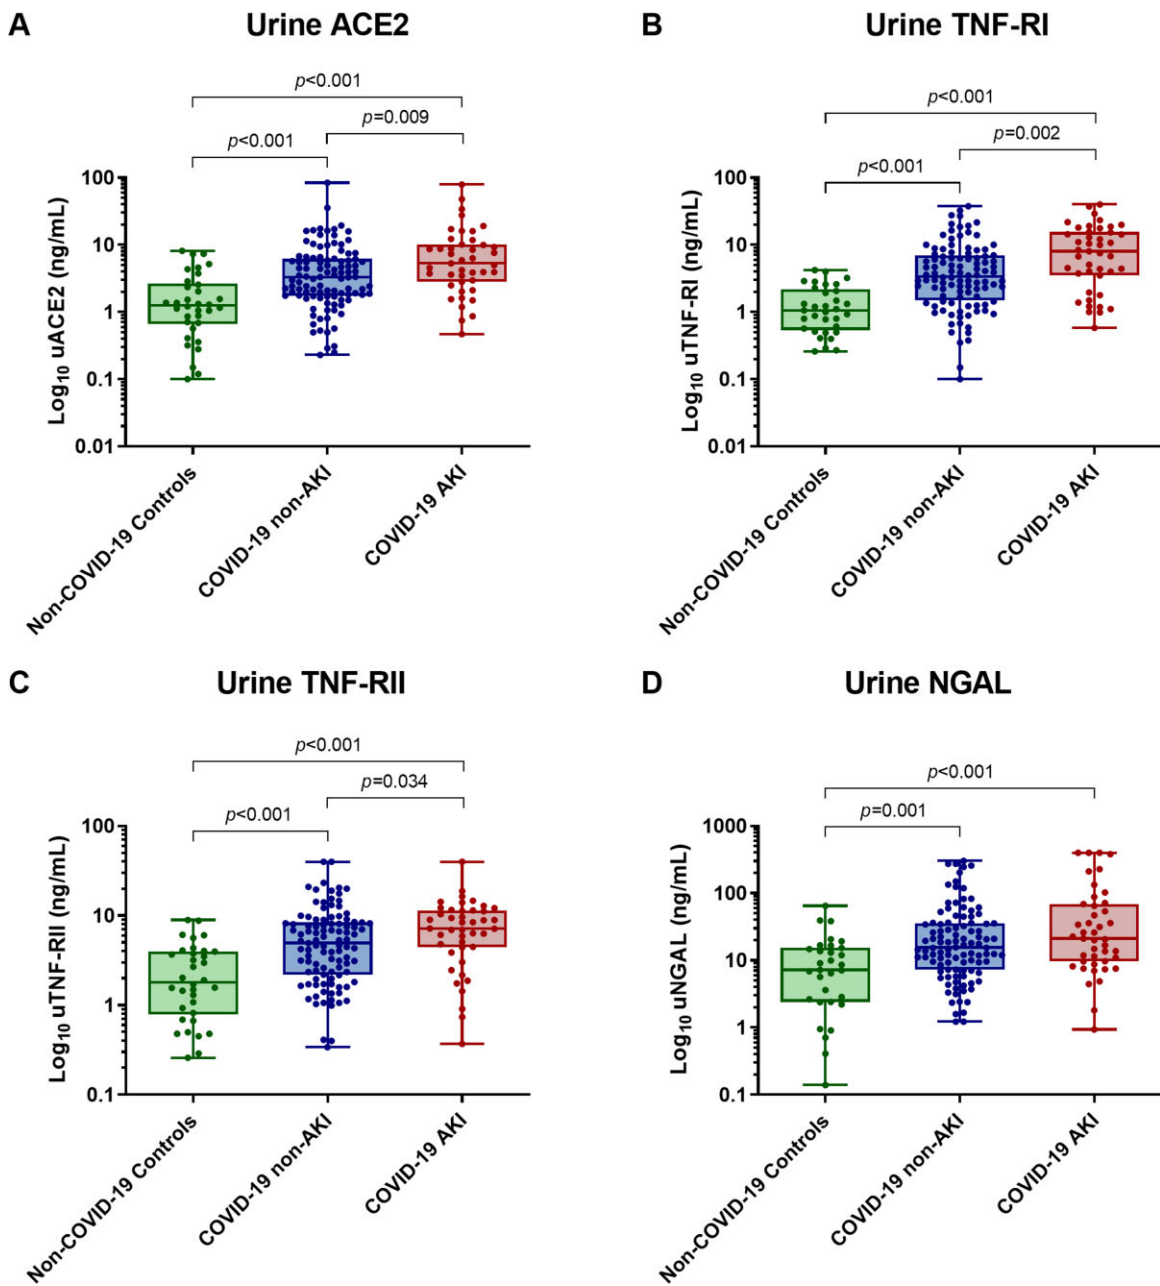 A
Urine ACE2
p<0.001
p=0.009
p<0.001
Log10 uACE2 (ng/mL)
100
10
1
0.1
0.01
Non-COVID-19 Controls
COVID-19 non-AKI
COVID-19 AKI
B
Urine TNF-RI
p<0.001
p=0.002
p<0.001
Log10 uTNF-RI (ng/mL)
100
10
1
0.1
0.01
Non-COVID-19 Controls
COVID-19 non-AKI
COVID-19 AKI
C
Urine TNF-RII
p<0.001
p=0.034
p<0.001
Log10 uTNF-RII (ng/mL)
100
10
1
0.1
Non-COVID-19 Controls
COVID-19 non-AKI
COVID-19 AKI
D
Urine NGAL
p<0.001
p=0.001
Log10 uNGAL (ng/mL)
1000
100
10
1
0.1
Non-COVID-19 Controls
COVID-19 non-AKI
COVID-19 AKI